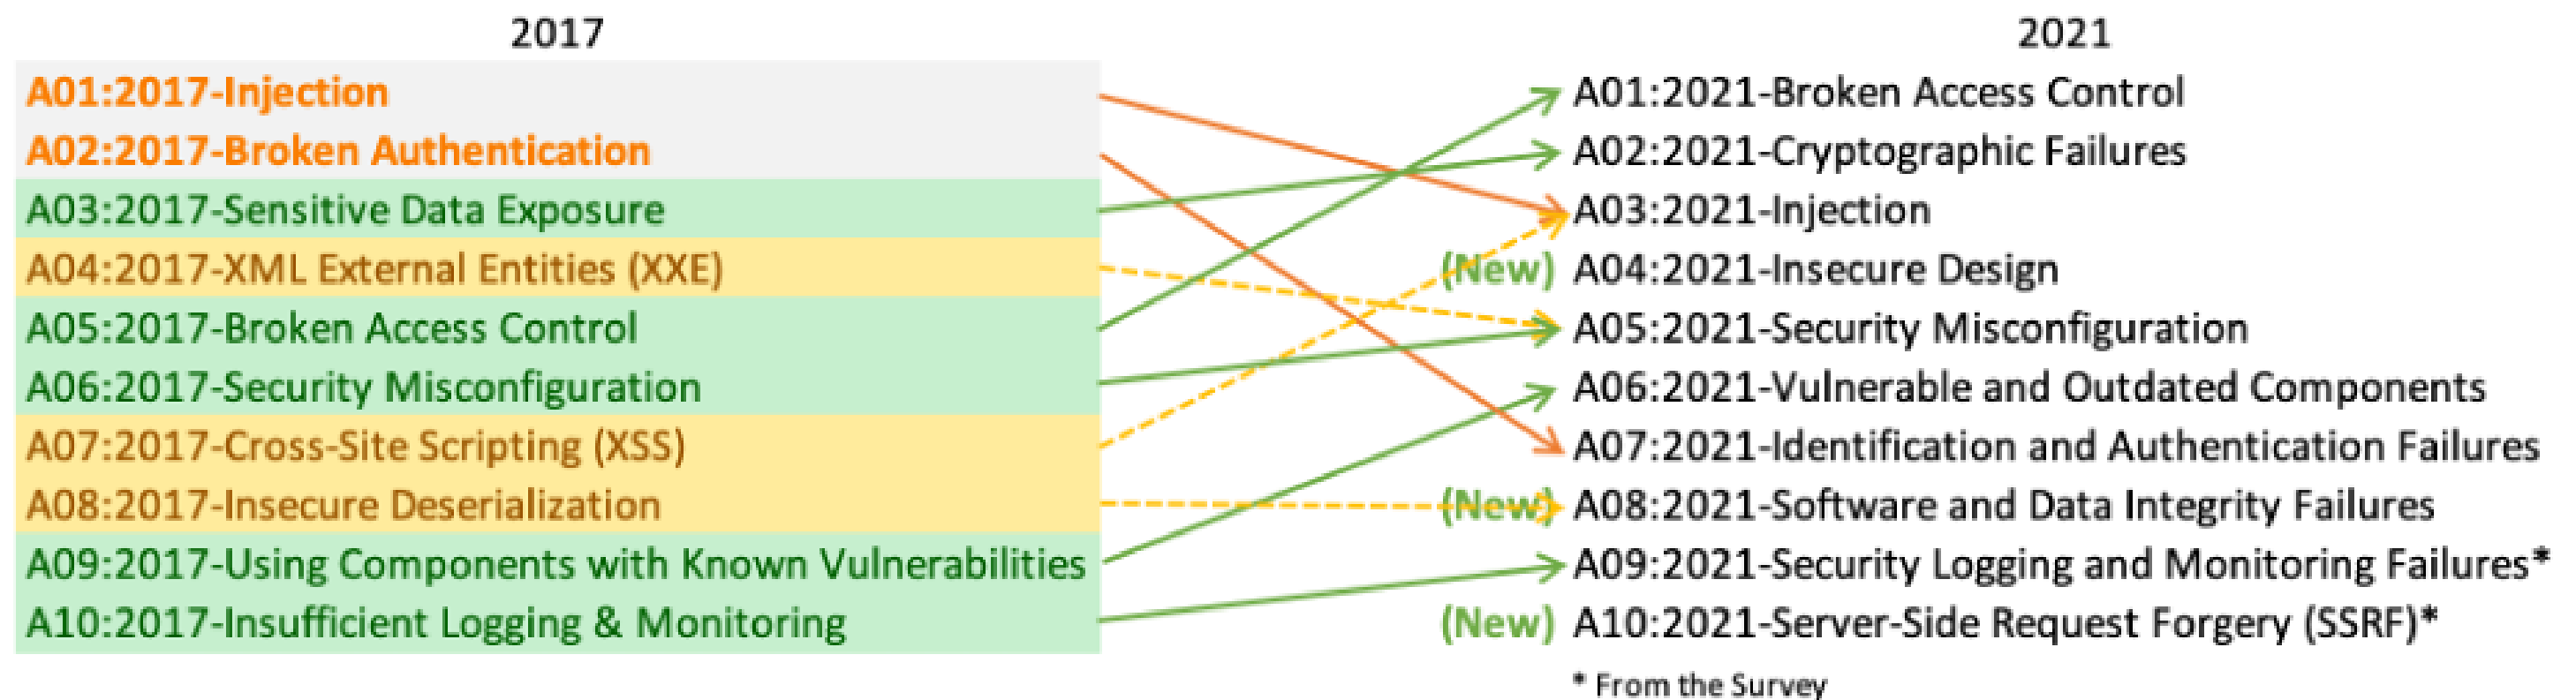 2017
A01:2017-Injection
A02:2017-Broken Authentication
A03:2017-Sensitive Data Exposure
A04:2017-XML External Entities (XXE)
A05:2017-Broken Access Control
A06:2017-Security Misconfiguration
A07:2017-Cross-Site Scripting (XSS)
A08:2017-Insecure Deserialization
A09:2017-Using Components with Known Vulnerabilities
A10:2017-Insufficient Logging & Monitoring
2021
A01:2021-Broken Access Control
A02:2021-Cryptographic Failures
A03:2021-Injection
(New) A04:2021-Insecure Design
A05:2021-Security Misconfiguration
A06:2021-Vulnerable and Outdated Components
A07:2021-Identification and Authentication Failures
(New) A08:2021-Software and Data Integrity Failures
A09:2021-Security Logging and Monitoring Failures*
(New) A10:2021-Server-Side Request Forgery (SSRF)*
* From the Survey